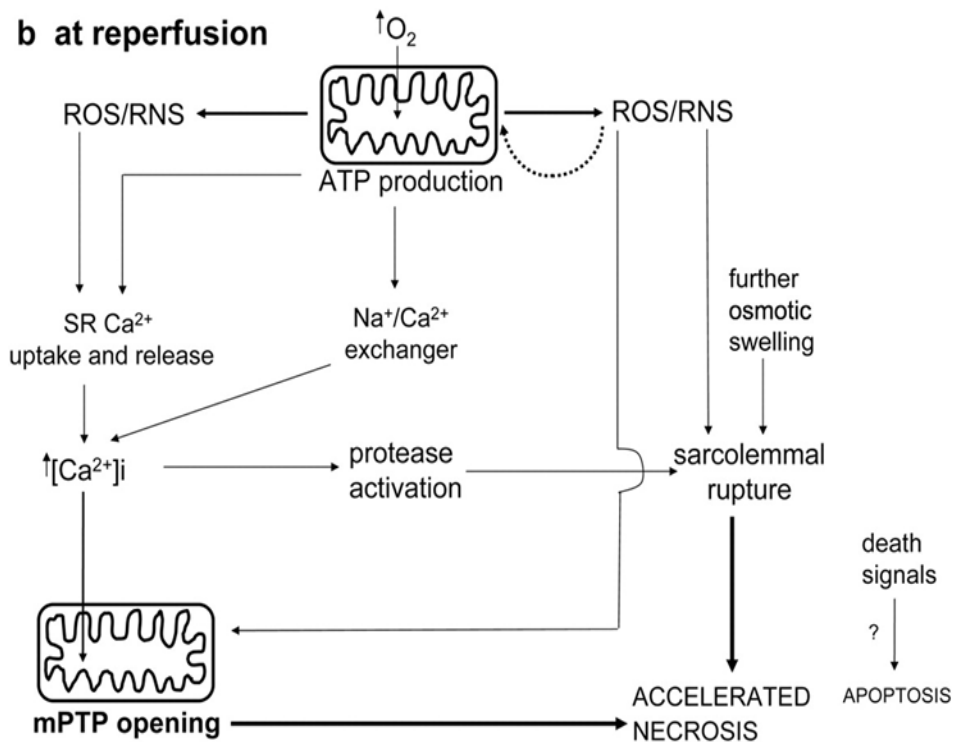 b at reperfusion
↑O₂
ROS/RNS
ROS/RNS
ATP production
further
osmotic
swelling
SR Ca²⁺
uptake and release
Na⁺/Ca²⁺
exchanger
↑[Ca²⁺]i
protease
activation
sarcolemmal
rupture
death
signals
?
mPTP opening
ACCELERATED
NECROSIS
APOPTOSIS